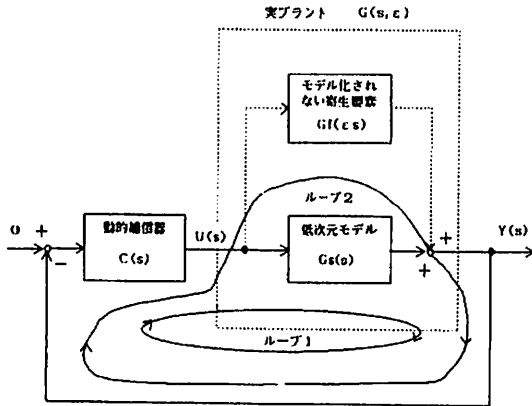 実プラント G(s,ε)
モデル化され
ない寄生要素
Gf(εs)
ループ2
0 +
動的補償器
C(s)
U(s)
低次元モデル
Gs(s)
+
+
Y(s)
−
ループ1